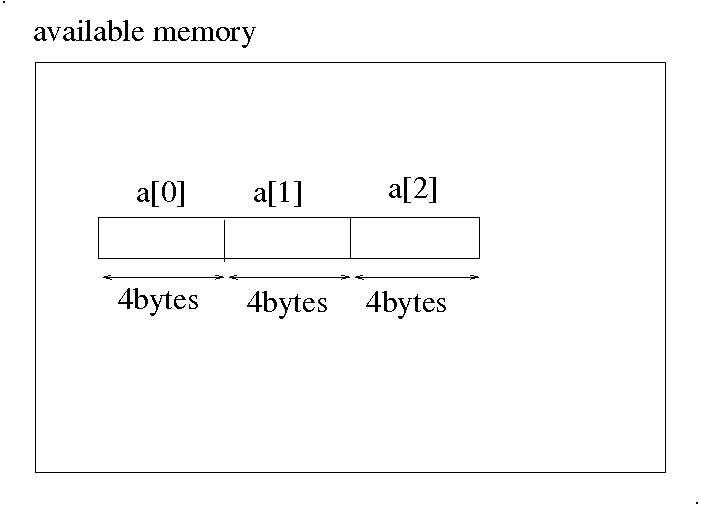 available memory
a[0] a[1] a[2]
4bytes 4bytes 4bytes